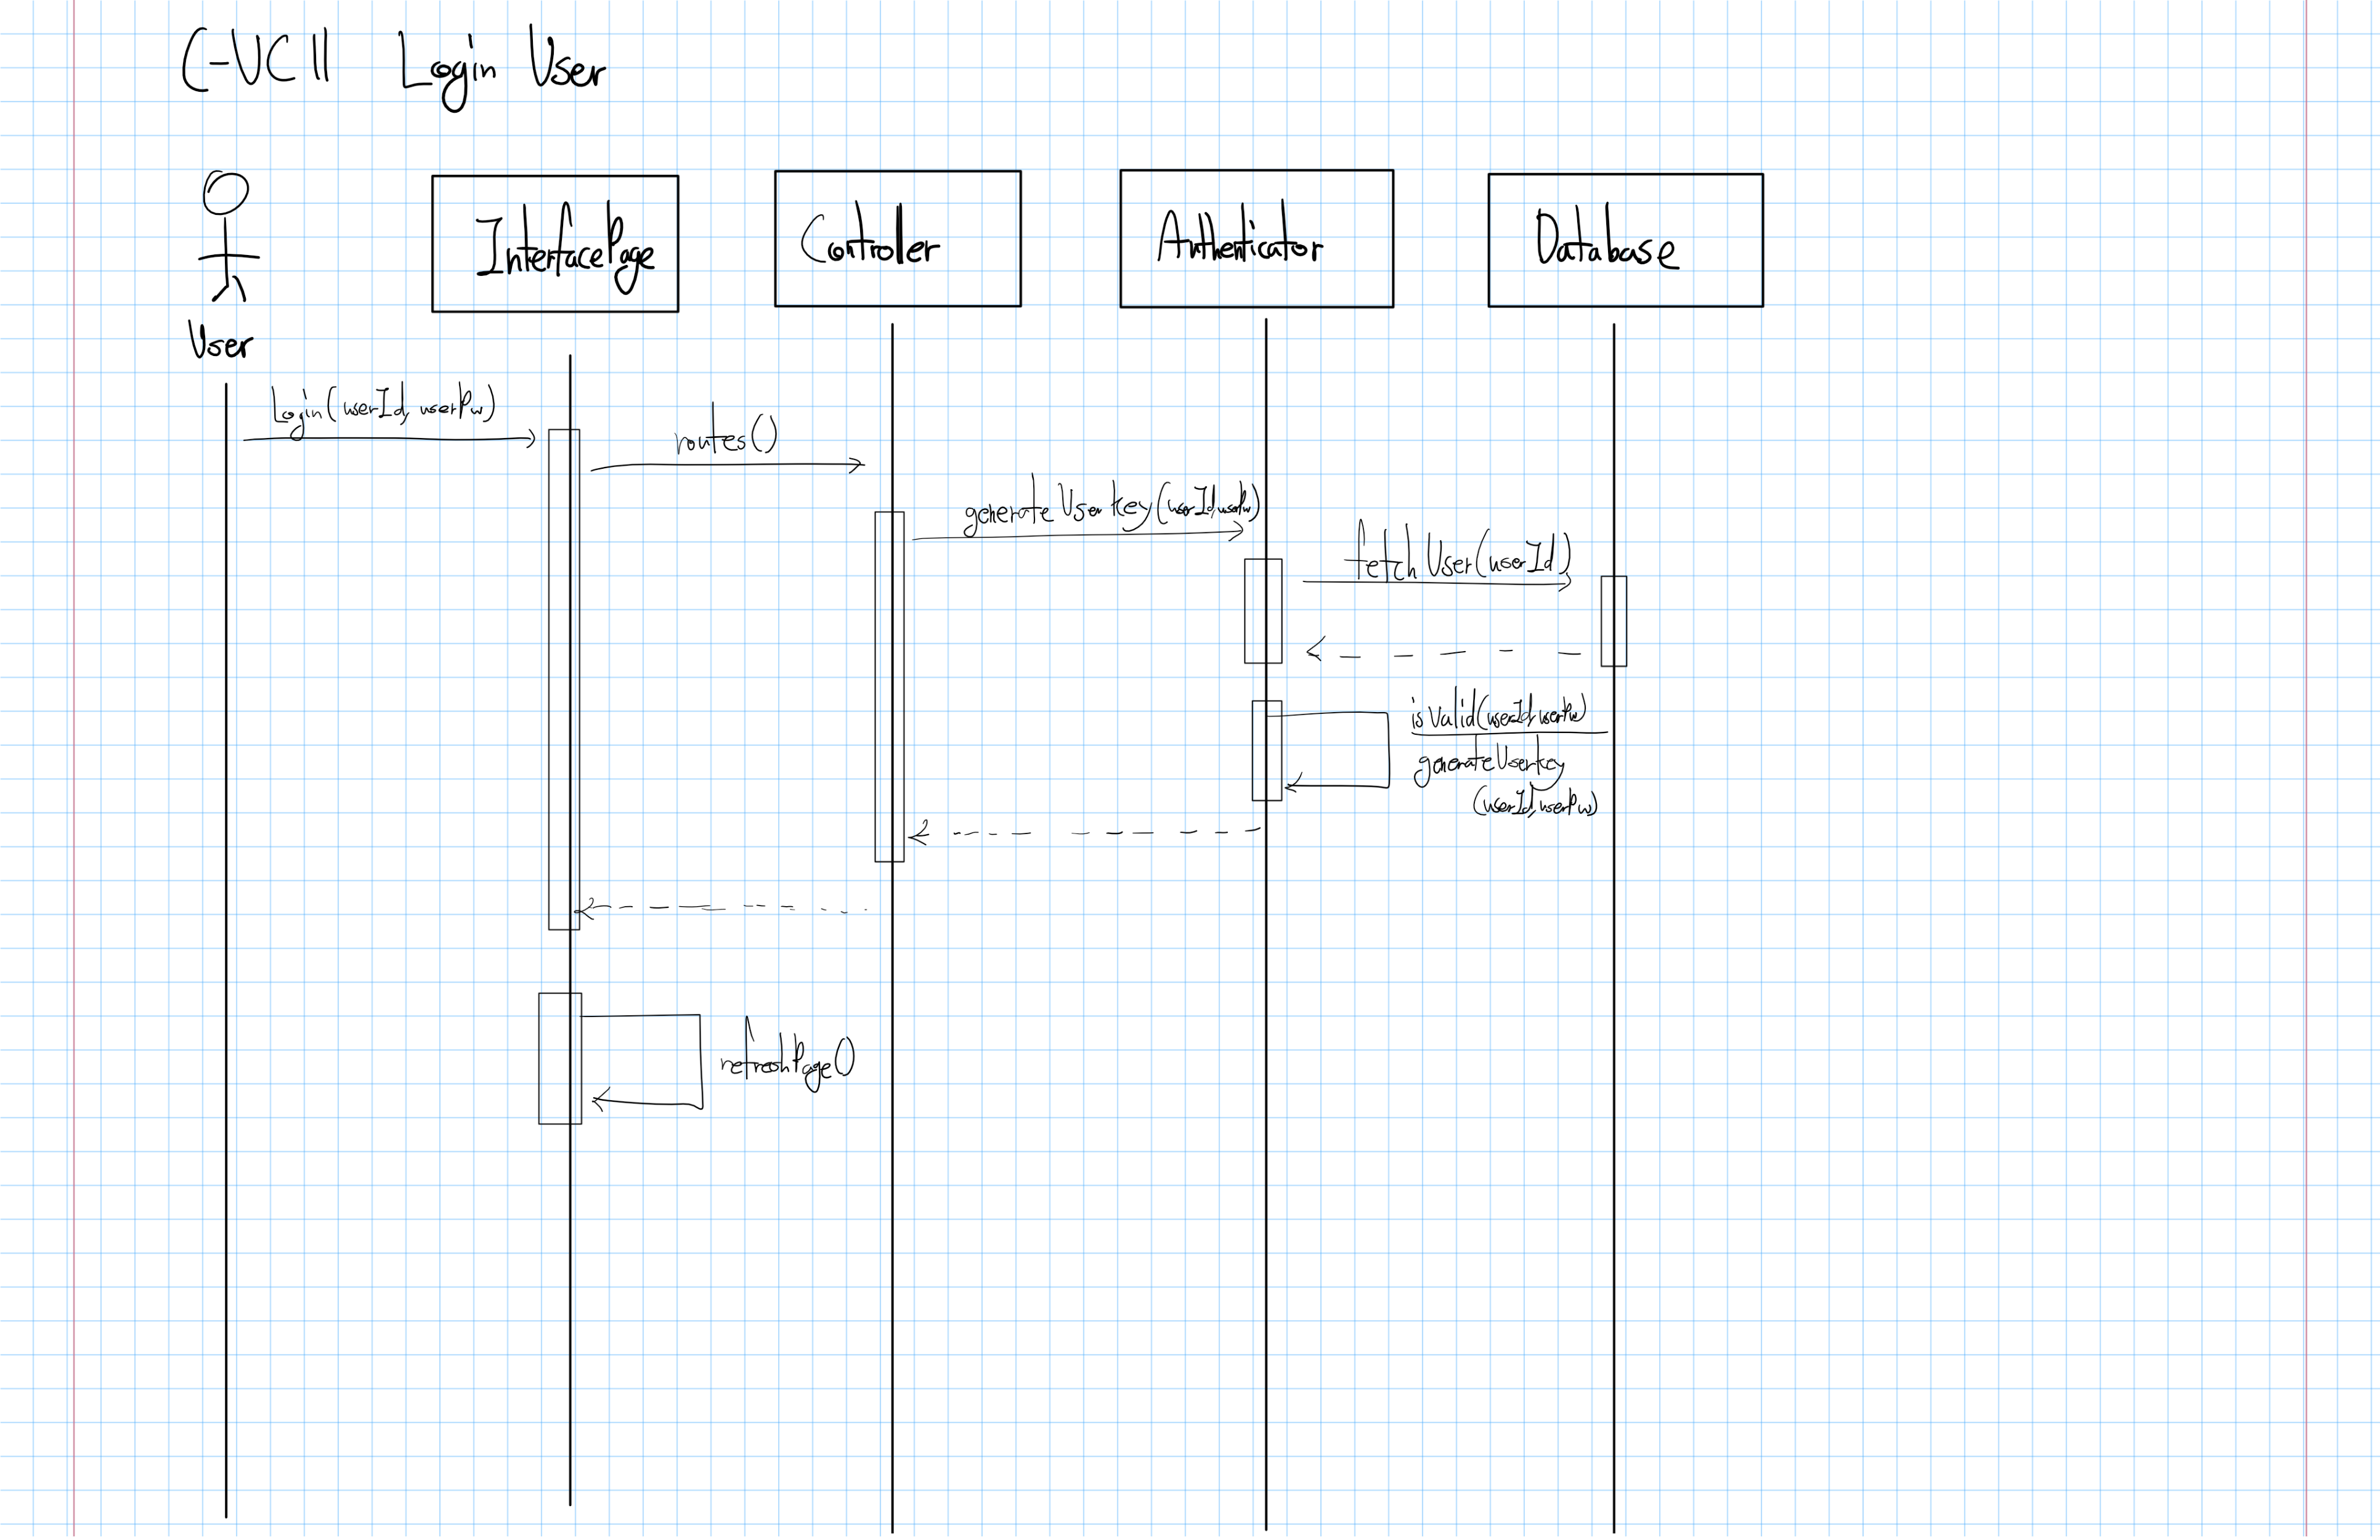 C-UC11 Login User
InterfacePage
Controller
Authenticator
Database
User
Login(userId, userPw)
routes()
generateUserkey(userId, userPw)
fetchUser(userId)
isValid(userId, userPw)
generateUserkey
(userId, userPw)
refreshPage()